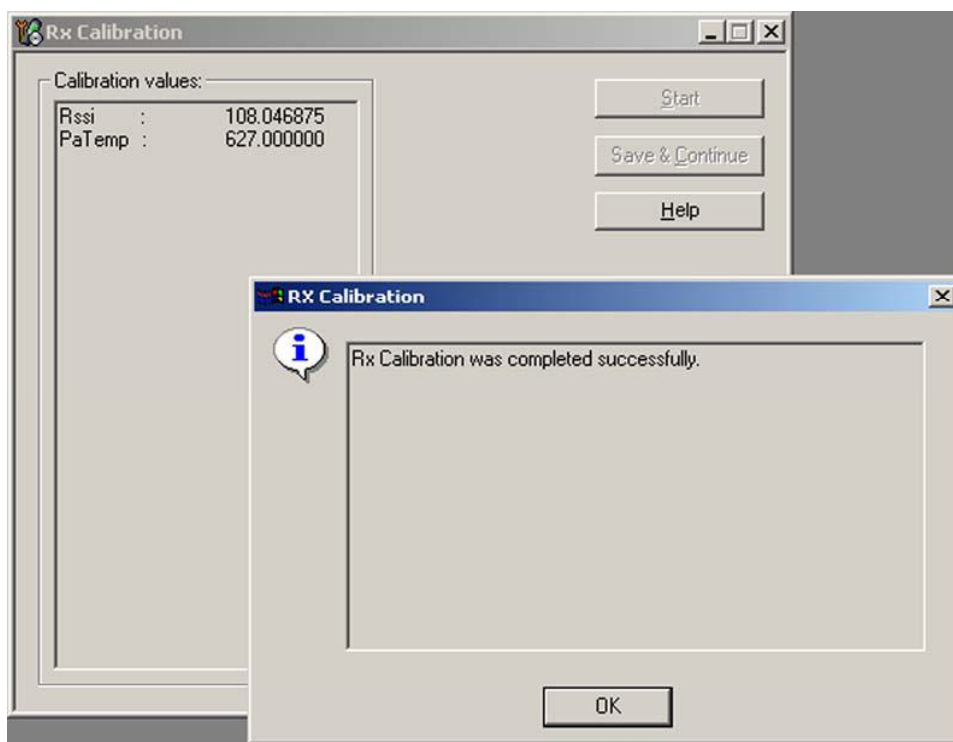 Rx Calibration
Calibration values:
Rssi : 108.046875
PaTemp : 627.000000
Start
Save & Continue
Help
RX Calibration
Rx Calibration was completed successfully.
OK